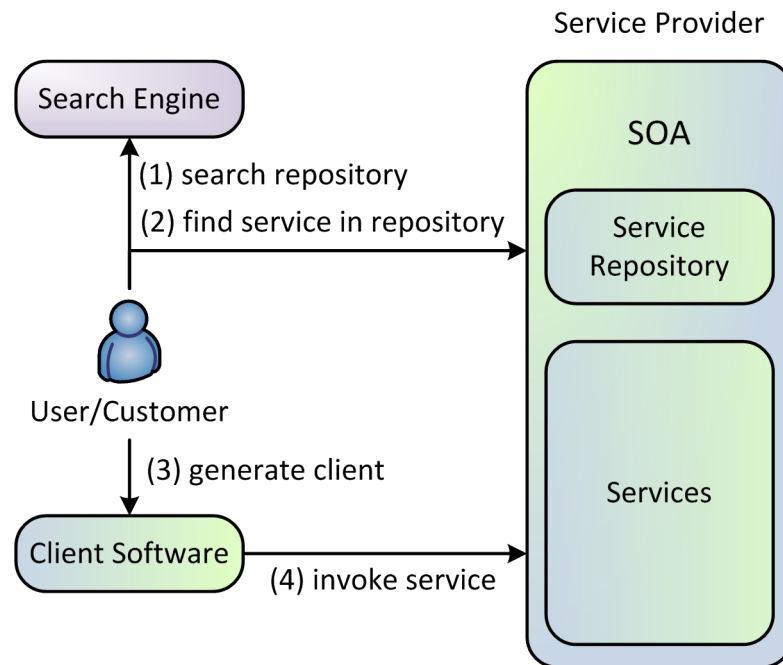 Service Provider
Search Engine
SOA
(1) search repository
(2) find service in repository
Service
Repository
User/Customer
(3) generate client
Services
Client Software
(4) invoke service